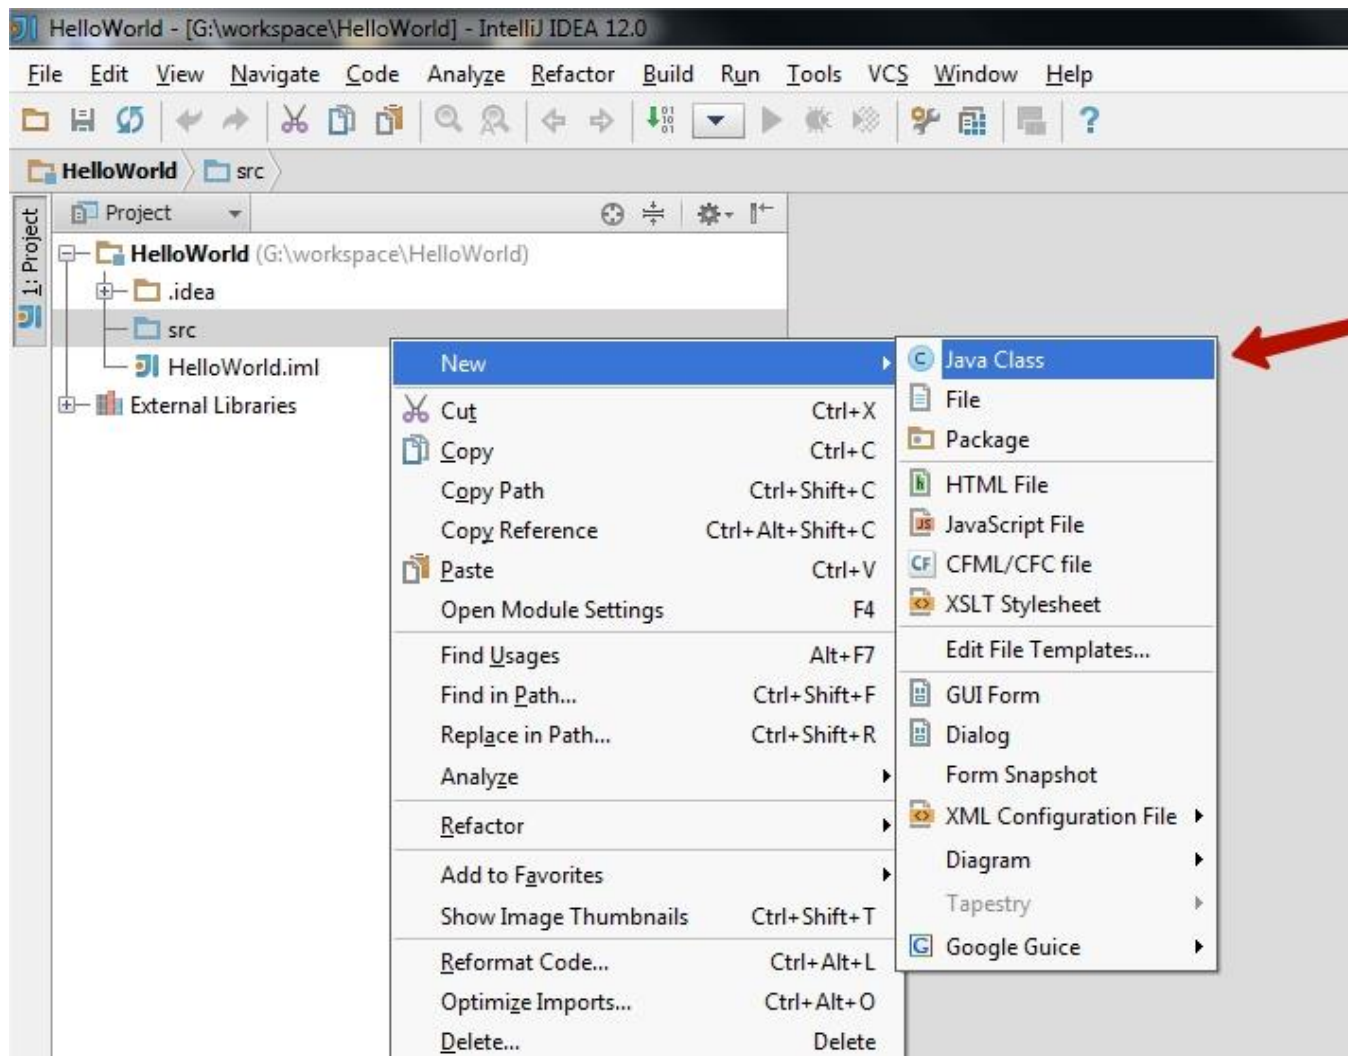 HelloWorld - [G:\workspace\HelloWorld] - IntelliJ IDEA 12.0
File Edit View Navigate Code Analyze Refactor Build Run Tools VCS Window Help
HelloWorld src
1: Project
Project
HelloWorld (G:\workspace\HelloWorld)
.idea
src
HelloWorld.iml
External Libraries
New
Cut Ctrl+X
Copy Ctrl+C
Copy Path Ctrl+Shift+C
Copy Reference Ctrl+Alt+Shift+C
Paste Ctrl+V
Open Module Settings F4
Find Usages Alt+F7
Find in Path... Ctrl+Shift+F
Replace in Path... Ctrl+Shift+R
Analyze
Refactor
Add to Favorites
Show Image Thumbnails Ctrl+Shift+T
Reformat Code... Ctrl+Alt+L
Optimize Imports... Ctrl+Alt+O
Delete... Delete
Java Class
File
Package
HTML File
JavaScript File
CFML/CFC file
XSLT Stylesheet
Edit File Templates...
GUI Form
Dialog
Form Snapshot
XML Configuration File
Diagram
Tapestry
Google Guice